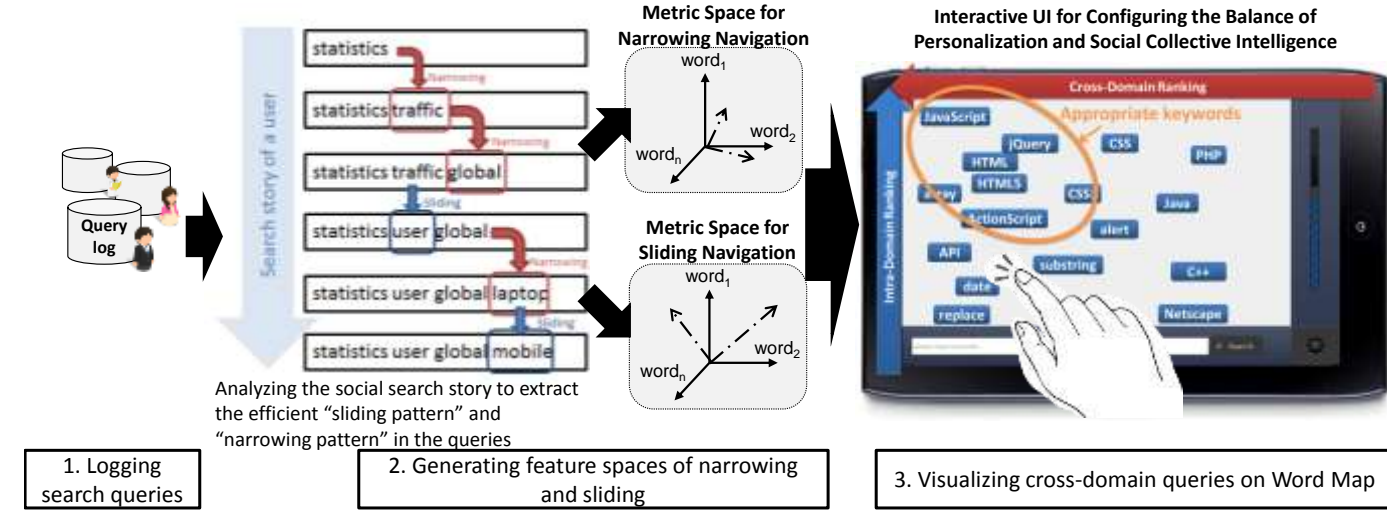 Query
log
Search story of a user
statistics
Narrowing
statistics traffic
Narrowing
statistics traffic global
Sliding
statistics user global
Narrowing
statistics user global laptop
Sliding
statistics user global mobile
Analyzing the social search story to extract
the efficient “sliding pattern” and
“narrowing pattern” in the queries
Metric Space for
Narrowing Navigation
word1
word2
wordn
Metric Space for
Sliding Navigation
word1
word2
wordn
Interactive UI for Configuring the Balance of
Personalization and Social Collective Intelligence
Cross-Domain Ranking
Intra-Domain Ranking
Appropriate keywords
JavaScript
jQuery
CSS
PHP
HTML
HTML5
CSS
Java
ActionScript
alert
API
substring
C++
date
replace
Netscape
Search
1. Logging
search queries
2. Generating feature spaces of narrowing
and sliding
3. Visualizing cross-domain queries on Word Map